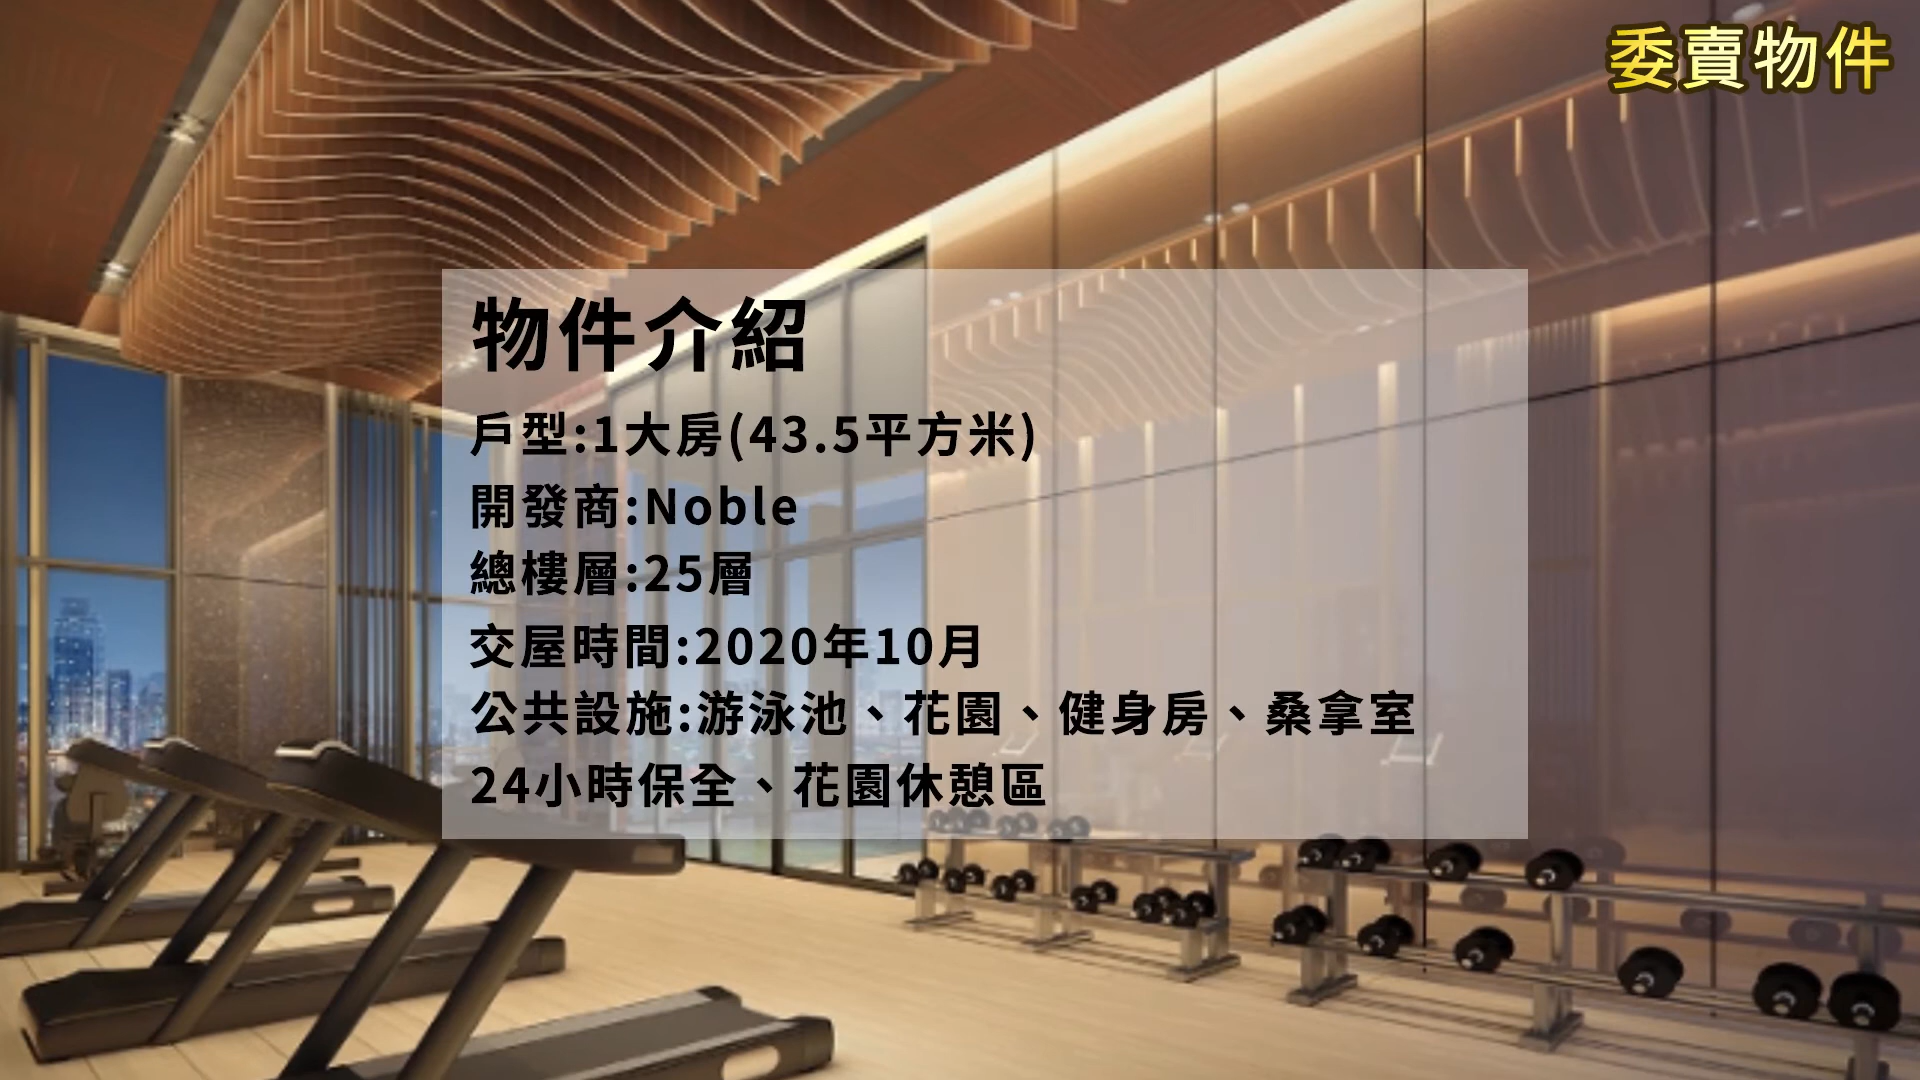 委賣物件
物件介紹
戶型:1大房(43.5平方米)
開發商:Noble
總樓層:25層
交屋時間:2020年10月
公共設施:游泳池、花園、健身房、桑拿室
24小時保全、花園休憩區